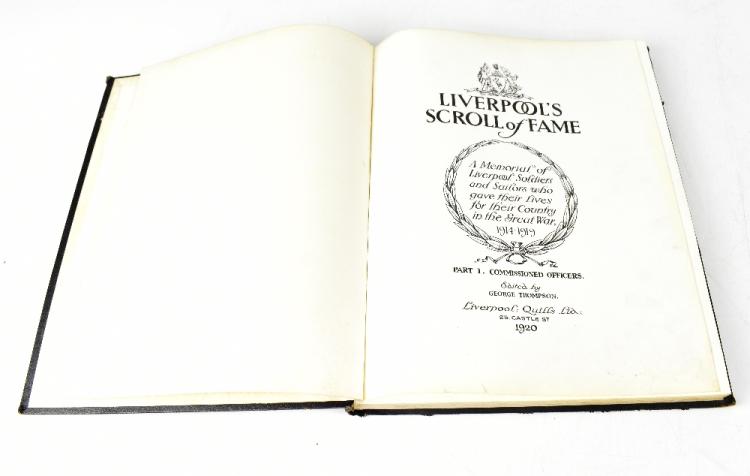 LIVERPOOL'S
SCROLL of FAME
A Memorial of
Liverpool Soldiers
and Sailors who
gave their lives
for their Country
in the Great War.
1914-1919
PART 1. COMMISSIONED OFFICERS.
Edited by
GEORGE THOMPSON.
Liverpool: Quills Ltd.:
25. CASTLE ST
1920